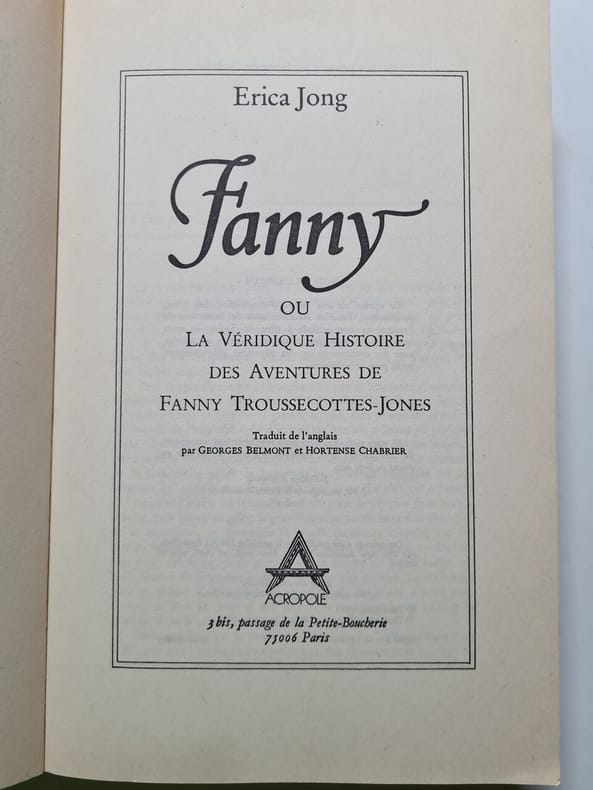 Erica Jong
Fanny
OU
LA VÉRIDIQUE HISTOIRE
DES AVENTURES DE
FANNY TROUSSECOTTES-JONES
Traduit de l'anglais
par GEORGES BELMONT et HORTENSE CHABRIER
ACROPOLE
3 bis, passage de la Petite-Boucherie
75006 Paris